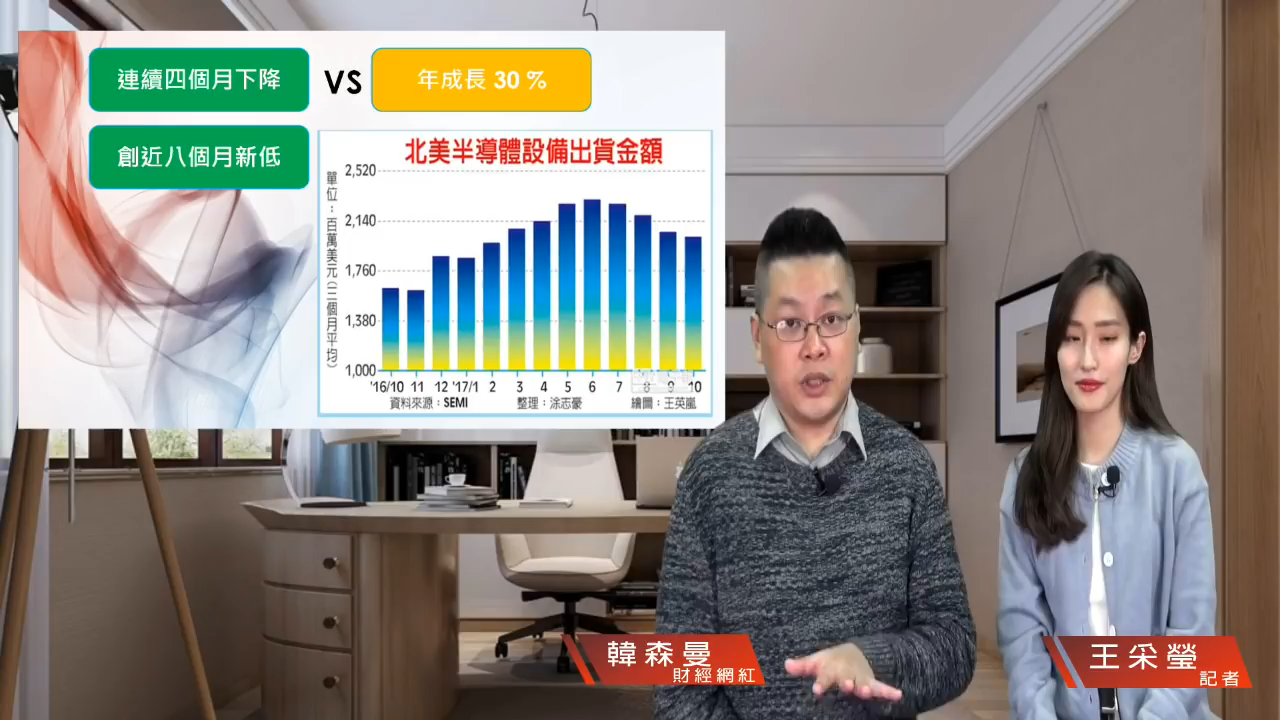 連續四個月下降
VS
年成長 30 %
創近八個月新低
北美半導體設備出貨金額
單位：百萬美元(三個月平均)
2,520
2,140
1,760
1,380
1,000
'16/10 11 12 '17/1 2 3 4 5 6 7 8 9 10
資料來源：SEMI 整理：涂志豪 繪圖：王英嵐
韓森曼
財經網紅
王采瑩
記者